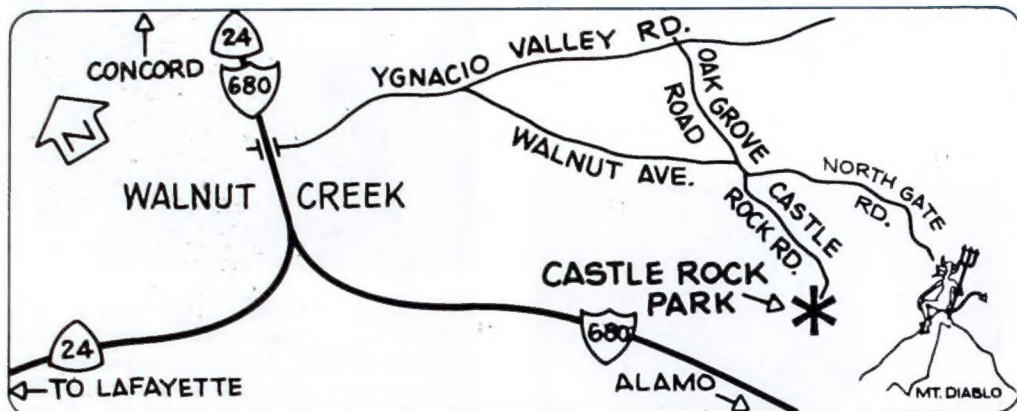 24
CONCORD
680
N
YGNACIO VALLEY RD.
OAK GROVE
ROAD
WALNUT AVE.
NORTH GATE
RD.
WALNUT CREEK
CASTLE
ROCK RD.
CASTLE ROCK
PARK
680
24
TO LAFAYETTE
ALAMO
MT. DIABLO